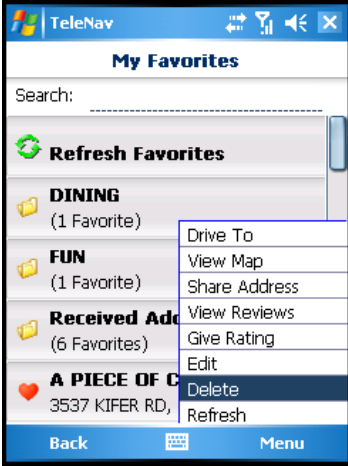 TeleNav
My Favorites
Search:
Refresh Favorites
DINING
(1 Favorite)
FUN
(1 Favorite)
Received Add
(6 Favorites)
A PIECE OF C
3537 KIFER RD,
Drive To
View Map
Share Address
View Reviews
Give Rating
Edit
Delete
Refresh
Back
Menu